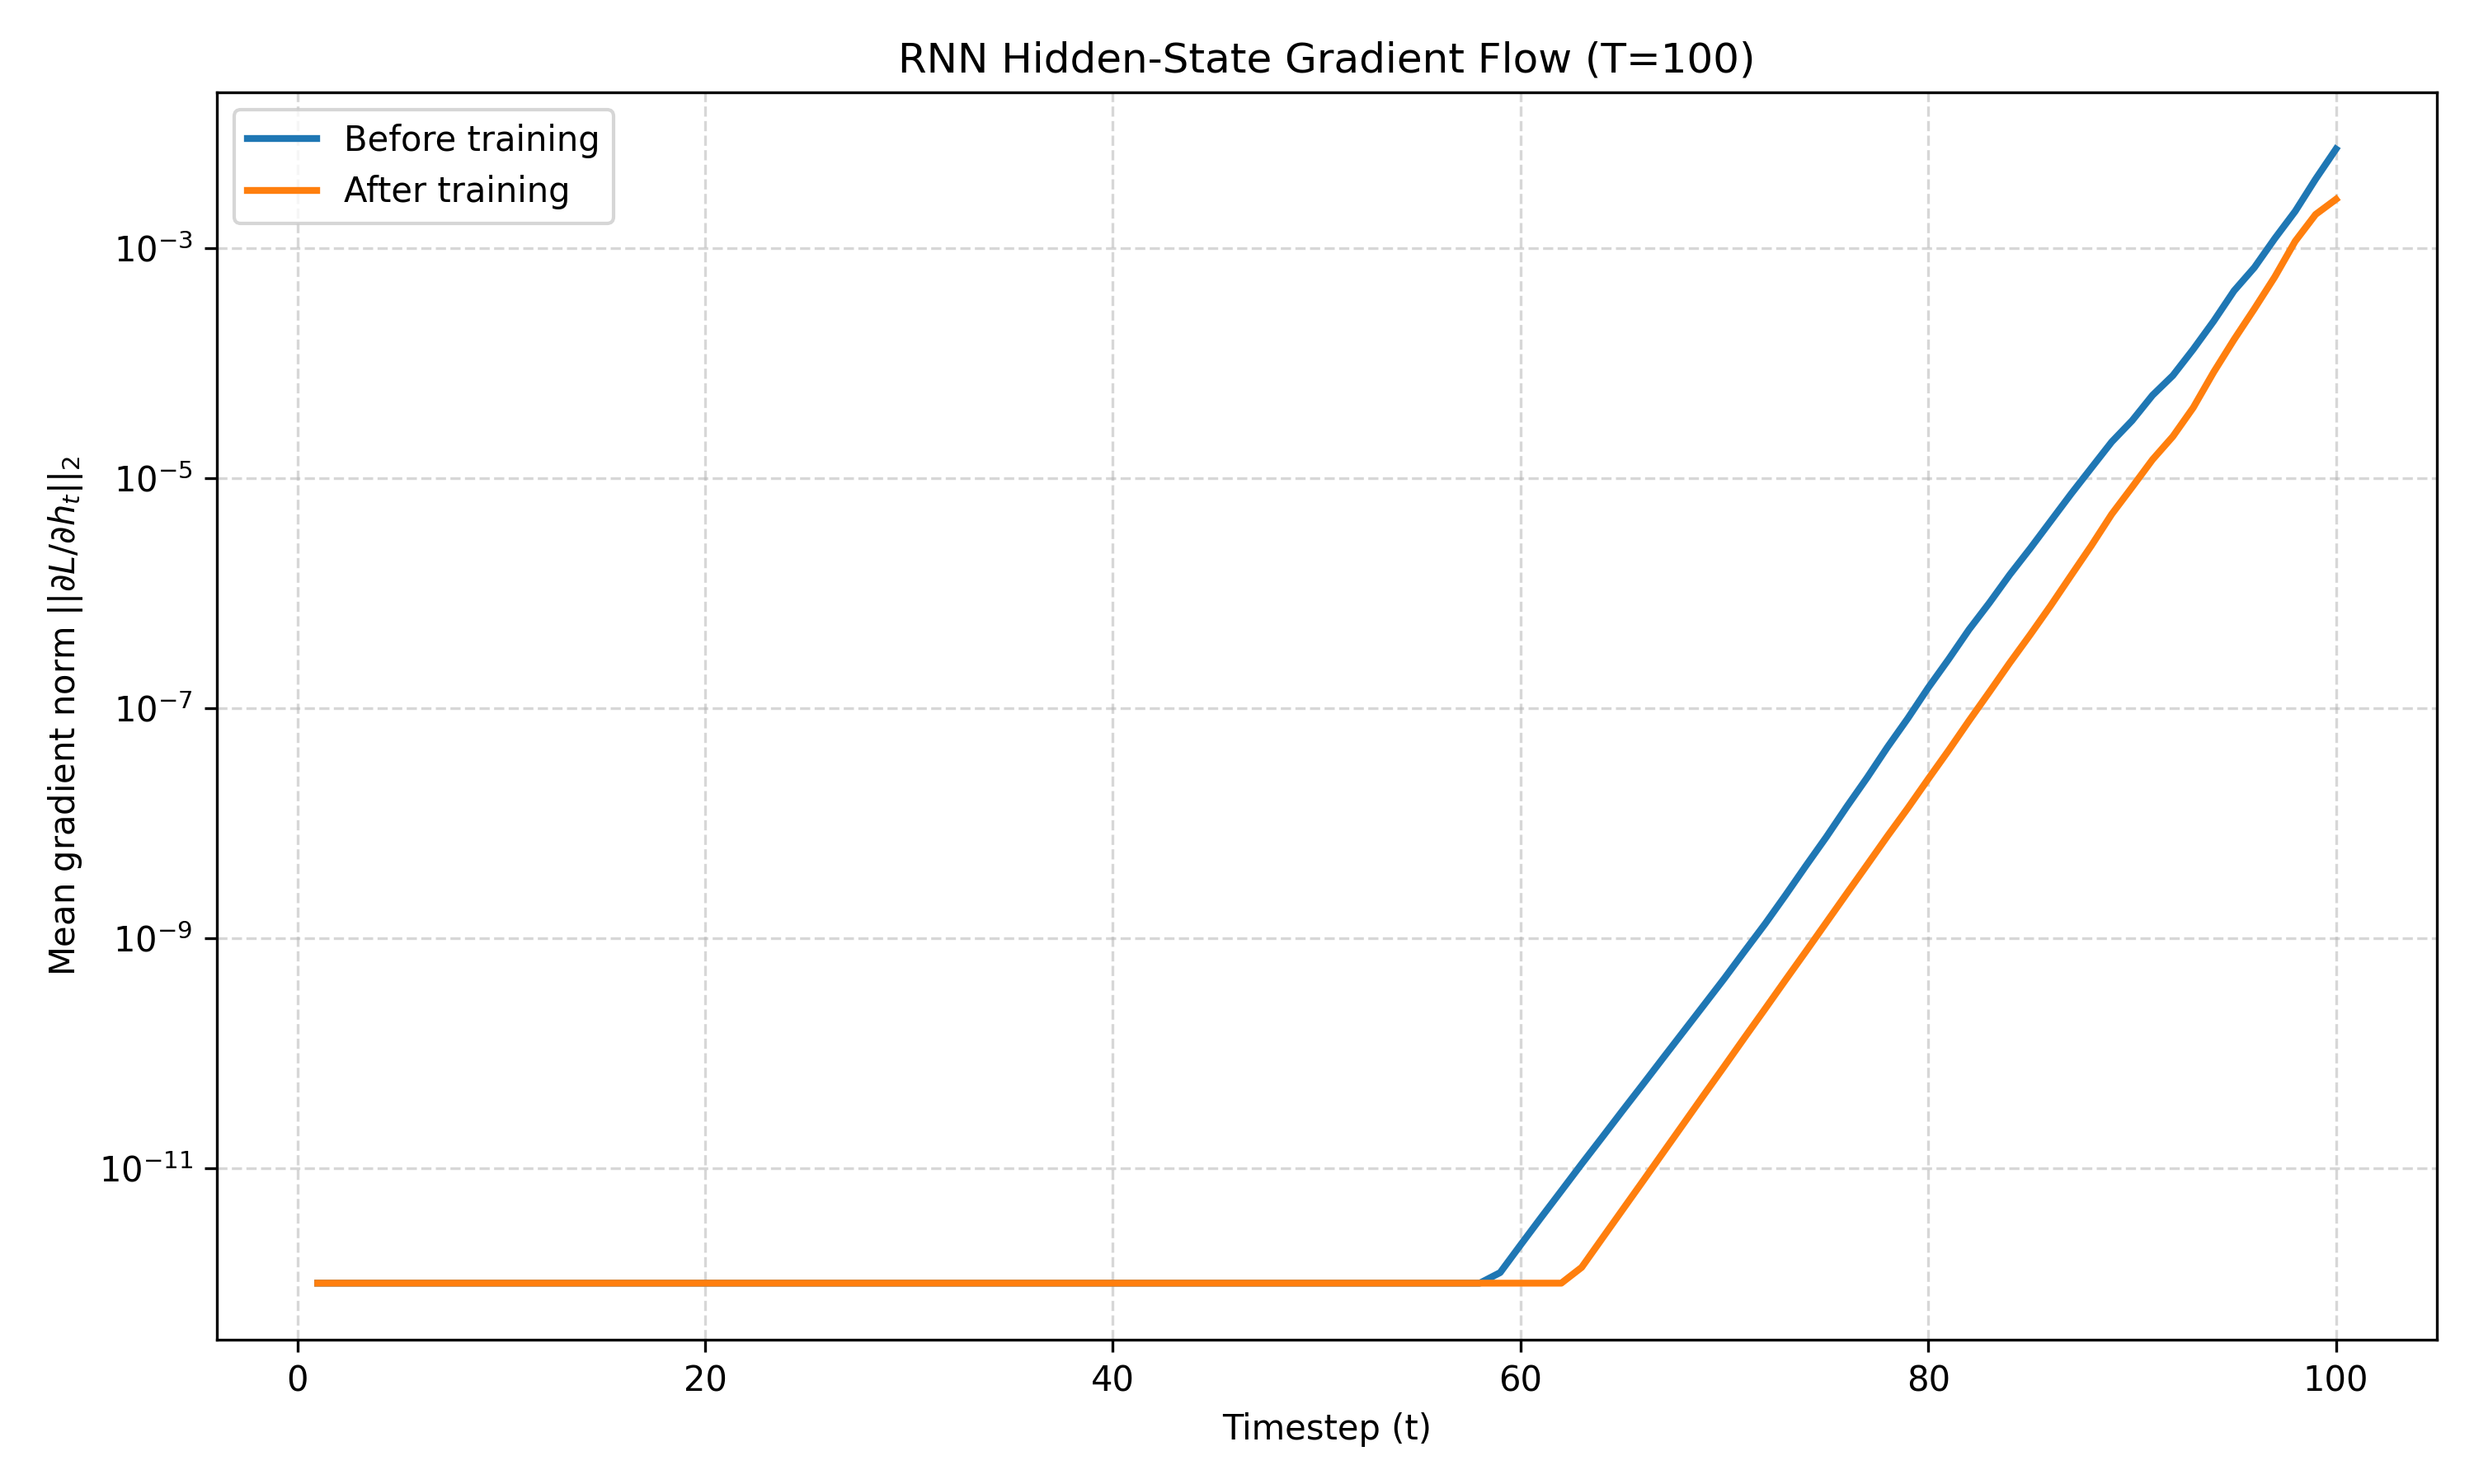 RNN Hidden-State Gradient Flow (T=100)
Before training
After training
Mean gradient norm ||∂L/∂hₜ||₂
10⁻³
10⁻⁵
10⁻⁷
10⁻⁹
10⁻¹¹
0 20 40 60 80 100
Timestep (t)